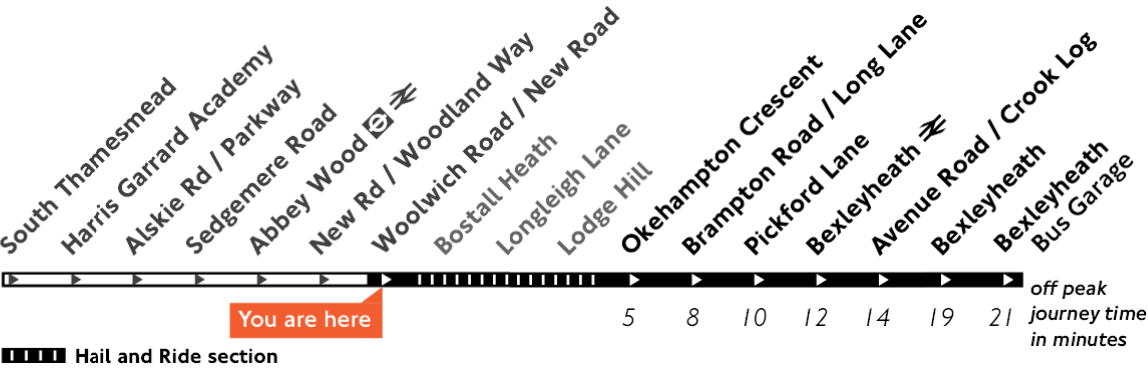 South Thamesmead
Harris Garrard Academy
Alskie Rd / Parkway
Sedgemere Road
Abbey Wood
New Rd / Woodland Way
Woolwich Road / New Road
Bostall Heath
Longleigh Lane
Lodge Hill
Okehampton Crescent
Brampton Road / Long Lane
Pickford Lane
Bexleyheath
Avenue Road / Crook Log
Bexleyheath
Bexleyheath
Bus Garage
You are here
5 8 10 12 14 19 21
off peak
journey time
in minutes
Hail and Ride section